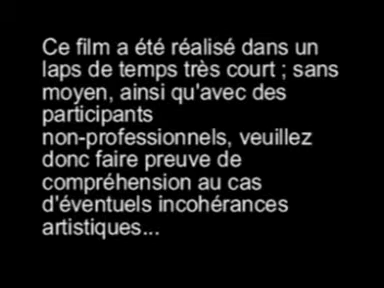 Ce film a été réalisé dans un
laps de temps très court ; sans
moyen, ainsi qu'avec des
participants
non-professionnels, veuillez
donc faire preuve de
compréhension au cas
d'éventuels incohérances
artistiques...